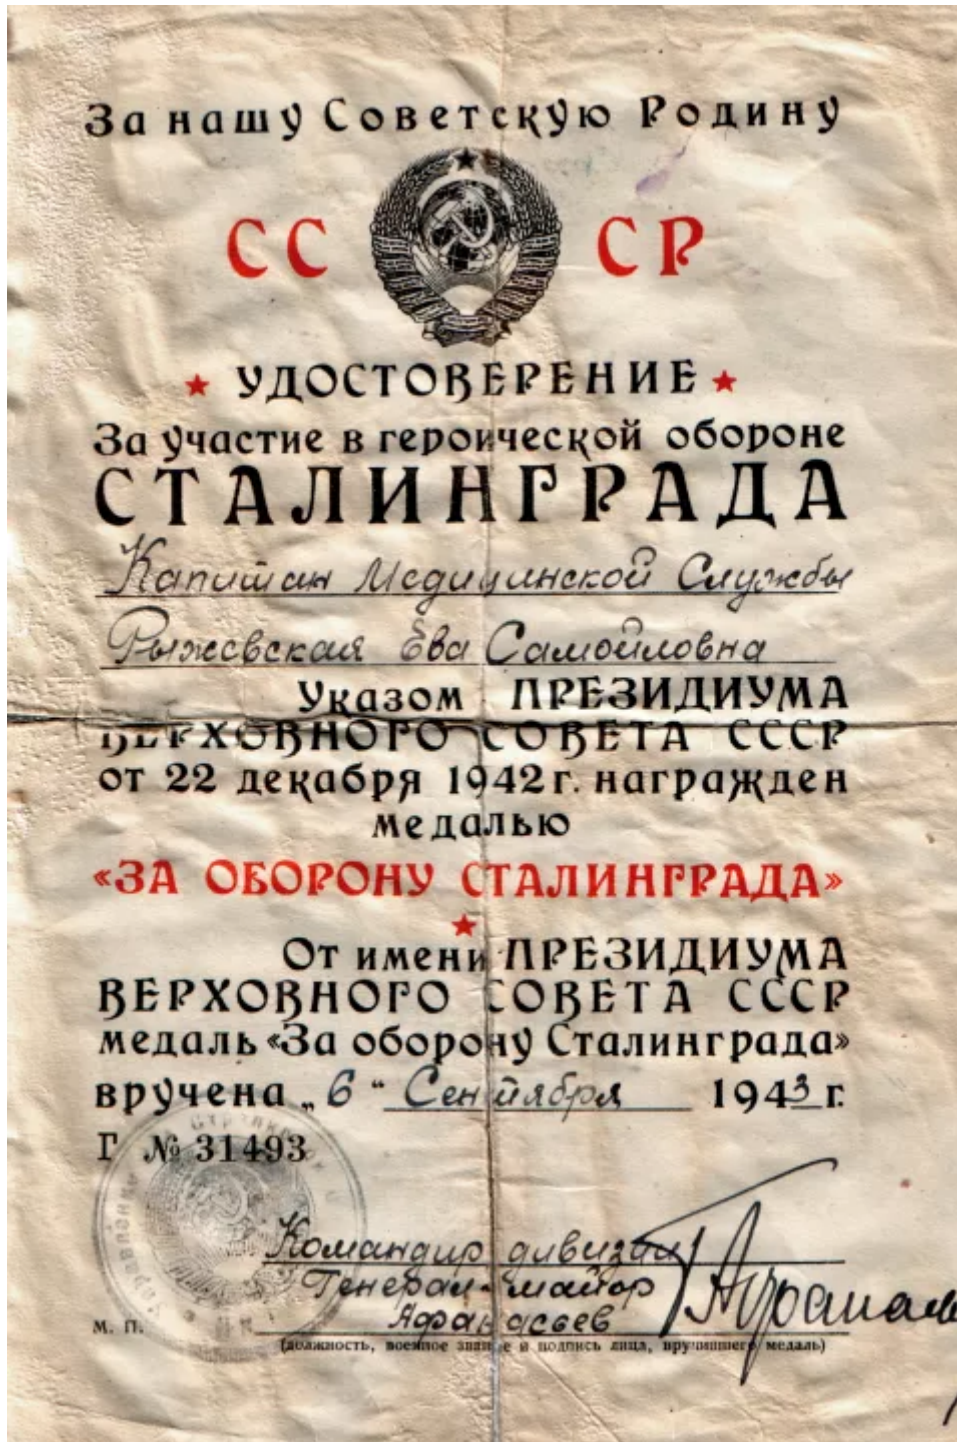 За нашу Советскую Родину
СССР
УДОСТОВЕРЕНИЕ
За участие в героической обороне
СТАЛИНГРАДА
Капитан Медицинской Службы
Рыжевская Ева Самойловна
Указом ПРЕЗИДИУМА
ВЕРХОВНОГО СОВЕТА СССР
от 22 декабря 1942 г. награжден
медалью
«ЗА ОБОРОНУ СТАЛИНГРАДА»
От имени ПРЕЗИДИУМА
ВЕРХОВНОГО СОВЕТА СССР
медаль «За оборону Сталинграда»
вручена „6“ Сентября 1943 г.
Г № 31493
Командир дивизии
Генерал-майор
Афанасьев
М. П.
(должность, военное звание и подпись лица, вручившего медаль)